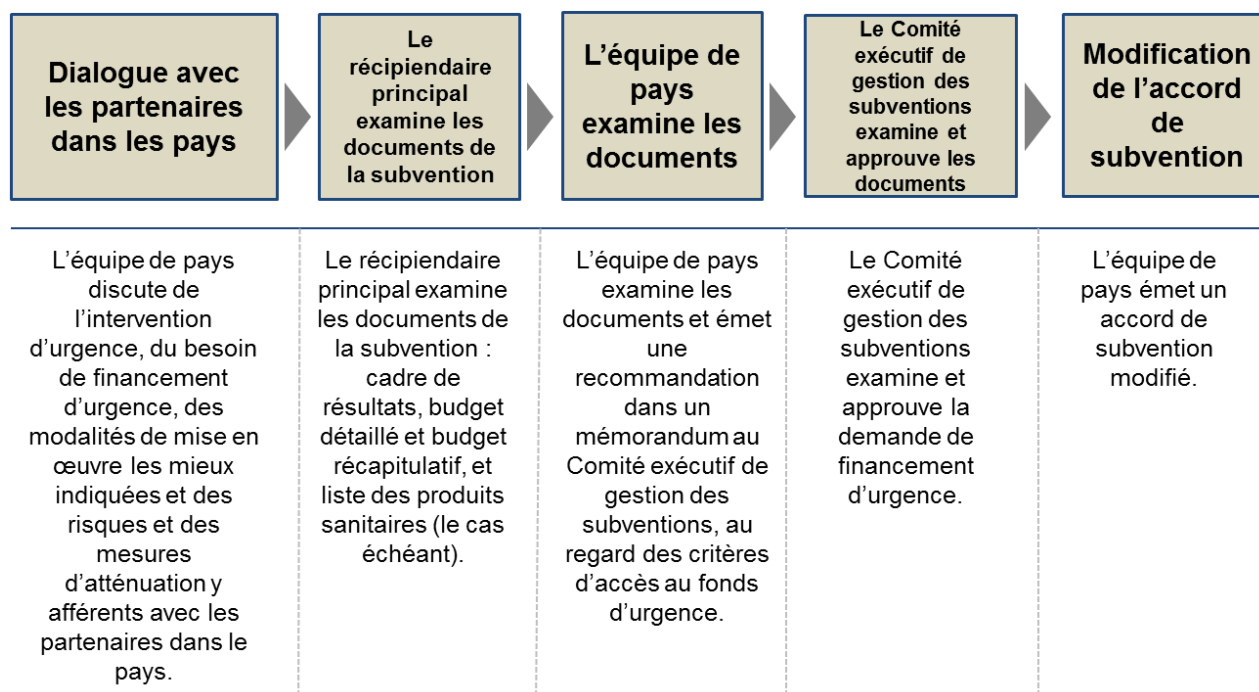 Dialogue avec
les partenaires
dans les pays
Le
récipiendaire
principal
examine les
documents de
la subvention
L’équipe de
pays
examine les
documents
Le Comité
exécutif de
gestion des
subventions
examine et
approuve les
documents
Modification
de l’accord
de
subvention
L’équipe de pays
discute de
l’intervention
d’urgence, du besoin
de financement
d’urgence, des
modalités de mise en
œuvre les mieux
indiquées et des
risques et des
mesures
d’atténuation y
afférents avec les
partenaires dans le
pays.
Le récipiendaire
principal examine
les documents de
la subvention :
cadre de
résultats, budget
détaillé et budget
récapitulatif, et
liste des produits
sanitaires (le cas
échéant).
L’équipe de pays
examine les
documents et émet
une
recommandation
dans un
mémorandum au
Comité exécutif de
gestion des
subventions, au
regard des critères
d’accès au fonds
d’urgence.
Le Comité
exécutif de
gestion des
subventions
examine et
approuve la
demande de
financement
d’urgence.
L’équipe de
pays émet un
accord de
subvention
modifié.